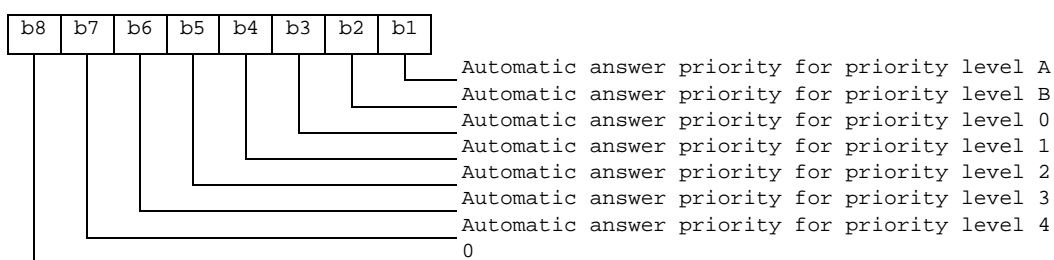 b8 b7 b6 b5 b4 b3 b2 b1
Automatic answer priority for priority level A
Automatic answer priority for priority level B
Automatic answer priority for priority level 0
Automatic answer priority for priority level 1
Automatic answer priority for priority level 2
Automatic answer priority for priority level 3
Automatic answer priority for priority level 4
0